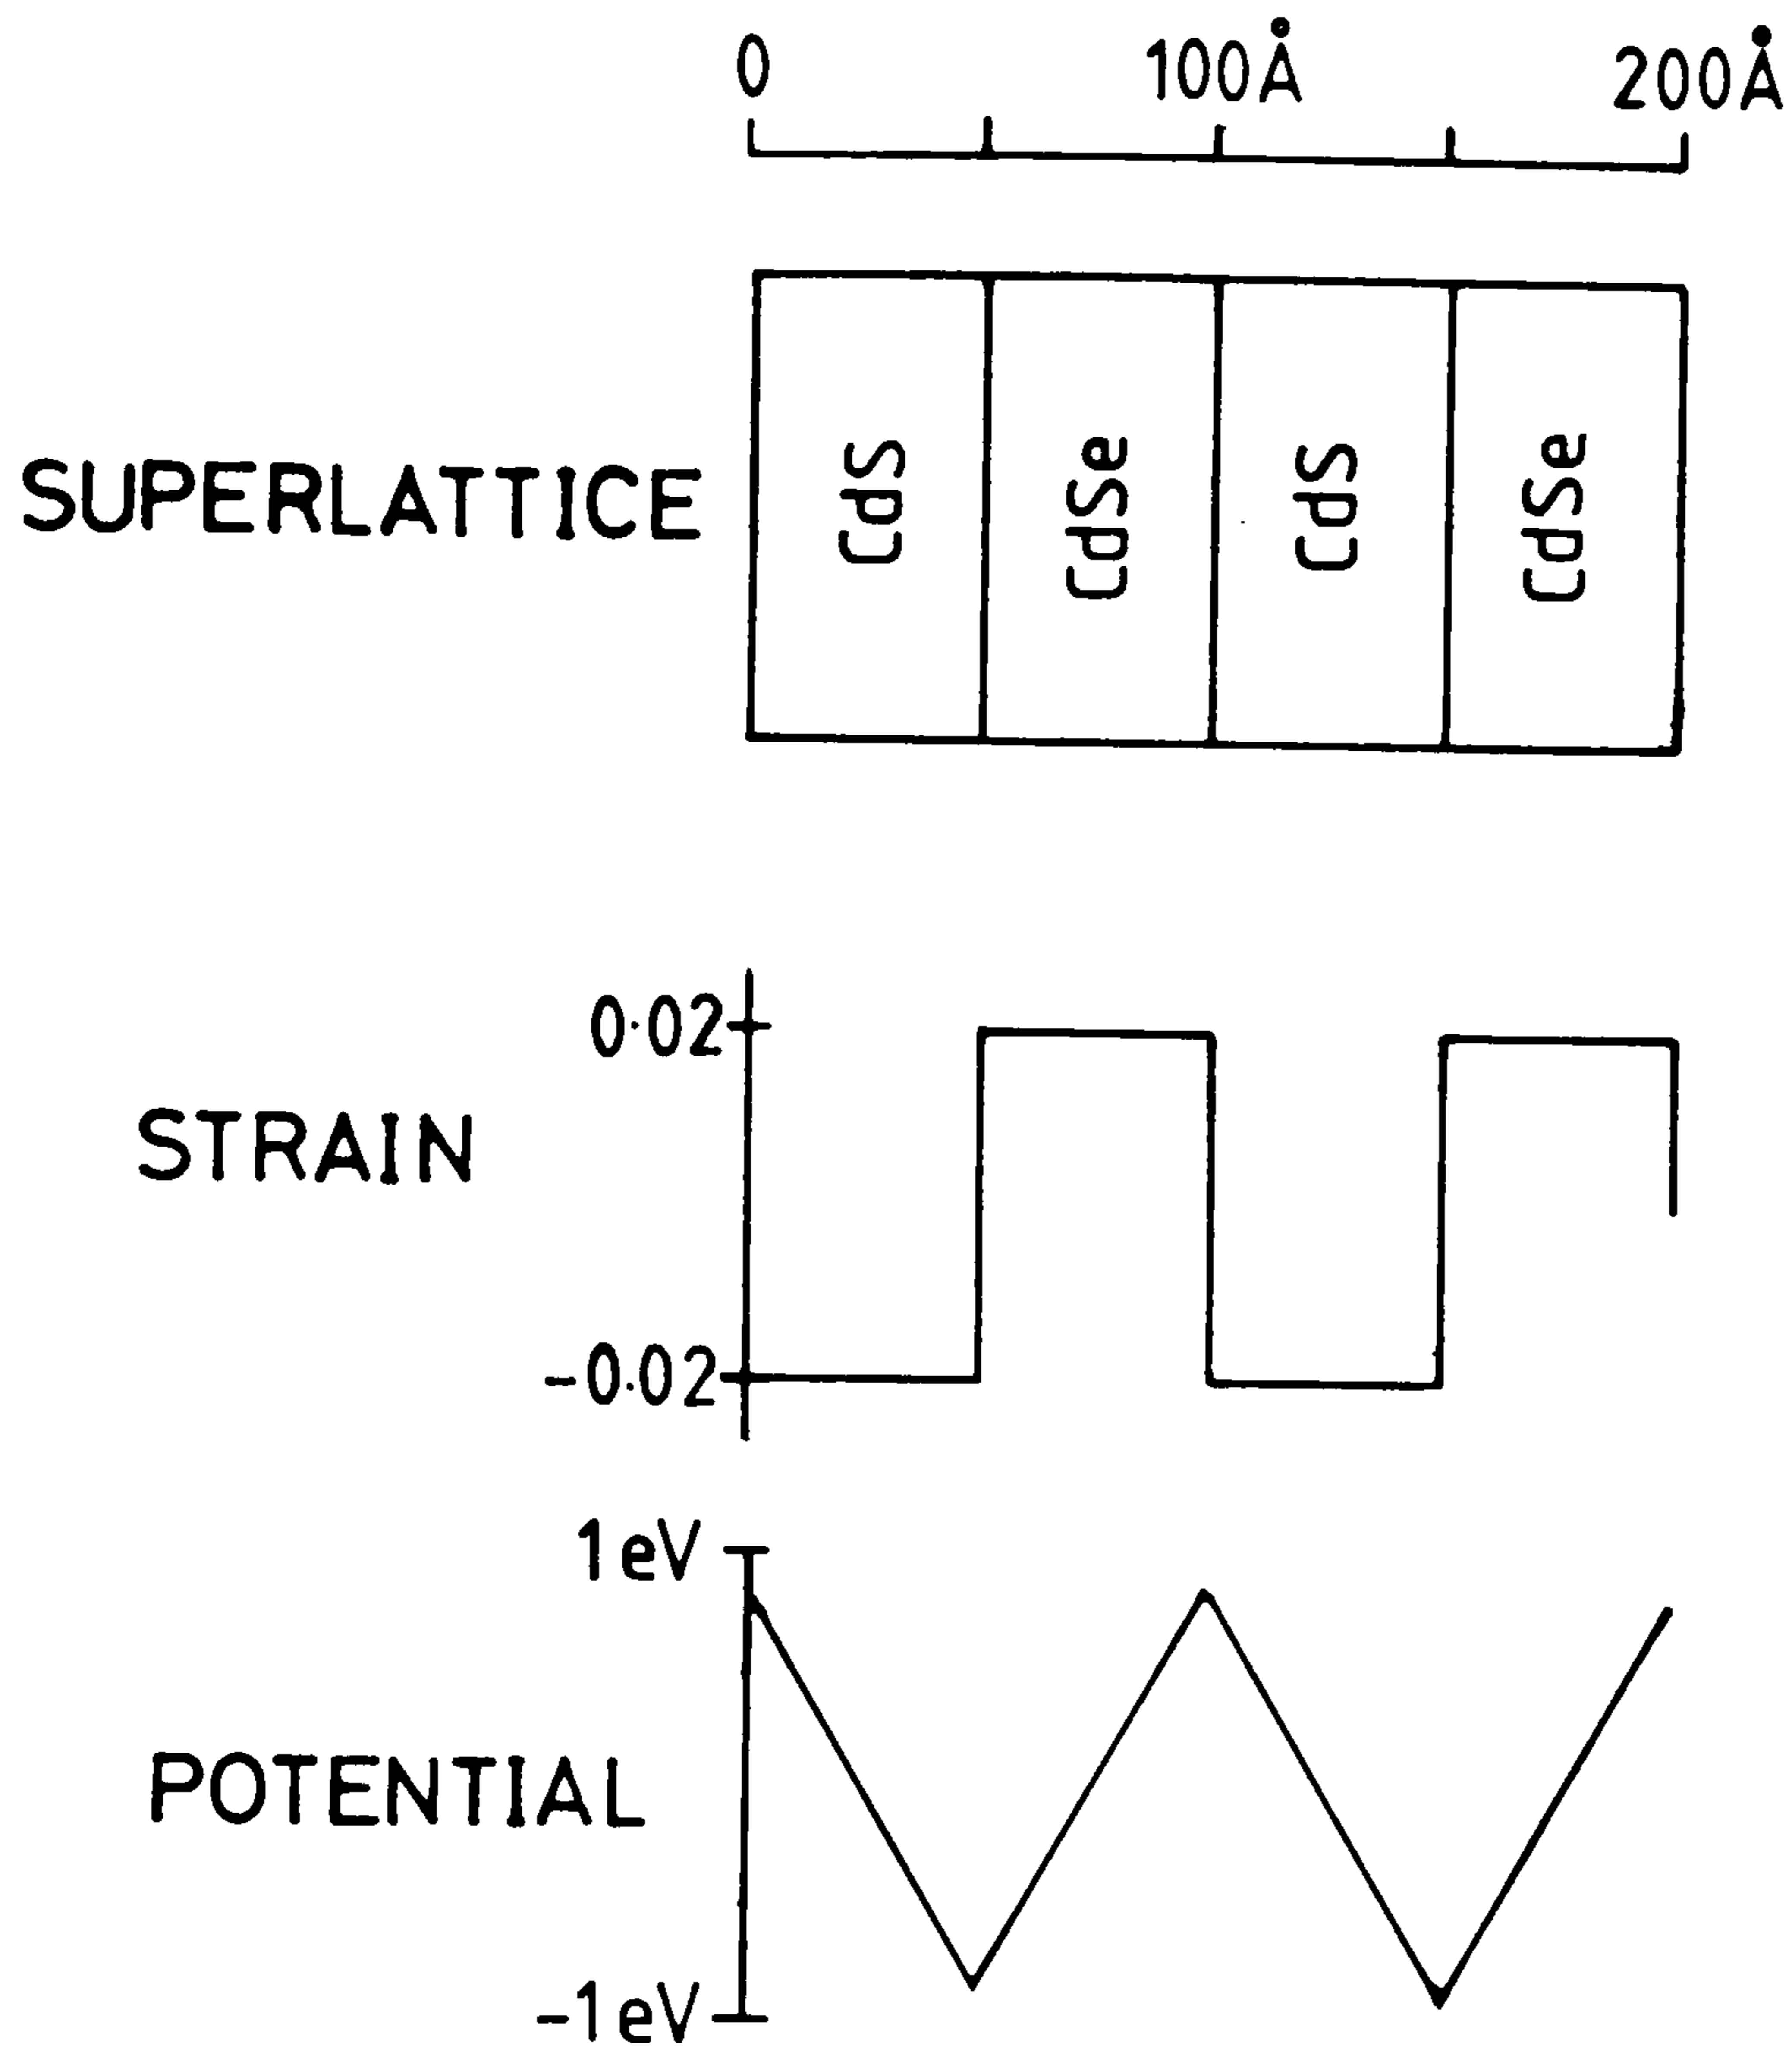 0 100Å 200Å
SUPERLATTICE
CdS
CdSe
CdS
CdSe
0·02
STRAIN
-0.02
1eV
POTENTIAL
-1eV